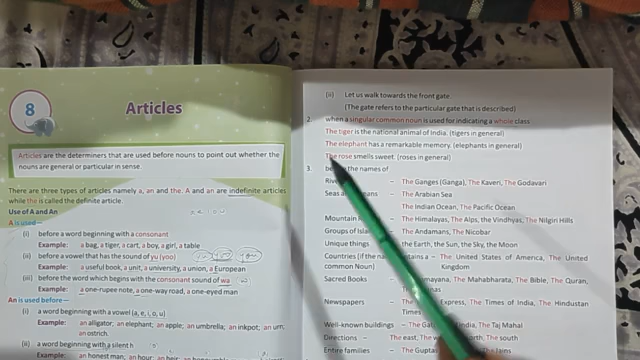 8
Articles
Articles are the determiners that are used before nouns to point out whether the
nouns are general or particular in sense.
There are three types of articles namely a, an and the. A and an are indefinite articles
while the is called the definite article.
Use of A and An
A is used:
(i) before a word beginning with a consonant
Example: a bag, a tiger, a cart, a boy, a girl, a table
(ii) before a vowel that has the sound of yu (yoo)
Example: a useful book, a unit, a university, a union, a European
(iii) before the word which begins with the consonant sound of wa
Example: a one-rupee note, a one-way road, a one-eyed man
An is used before—
(i) a word beginning with a vowel (a, e, i, o, u)
Example: an alligator; an elephant; an apple; an umbrella; an inkpot; an urn,
an ostrich.
(ii) a word beginning with a silent h
Example: an honest man; an hour; an heir;
(ii) Let us walk towards the front gate.
(The gate refers to the particular gate that is described)
2. when a singular common noun is used for indicating a whole class
The tiger is the national animal of India. (tigers in general)
The elephant has a remarkable memory. (elephants in general)
The rose smells sweet. (roses in general)
3. the names of
– The Ganges (Ganga), The Kaveri, The Godavari
Seas – The Arabian Sea
The Indian Ocean, The Pacific Ocean
Mountain – The Himalayas, The Alps, the Vindhyas, The Nilgiri Hills
Groups of – The Andamans, The Nicobar
Unique things the Earth, the Sun, the Sky, the Moon
Countries (if the a – The United States of America, The United
common Noun) Kingdom
Sacred Books Mahabharata, The Bible, The Quran,
Newspapers Express, The Times of India, The Hindustan
Times
Well-known buildings – The India, The Taj Mahal
Directions – The east, the south
Entire families – The